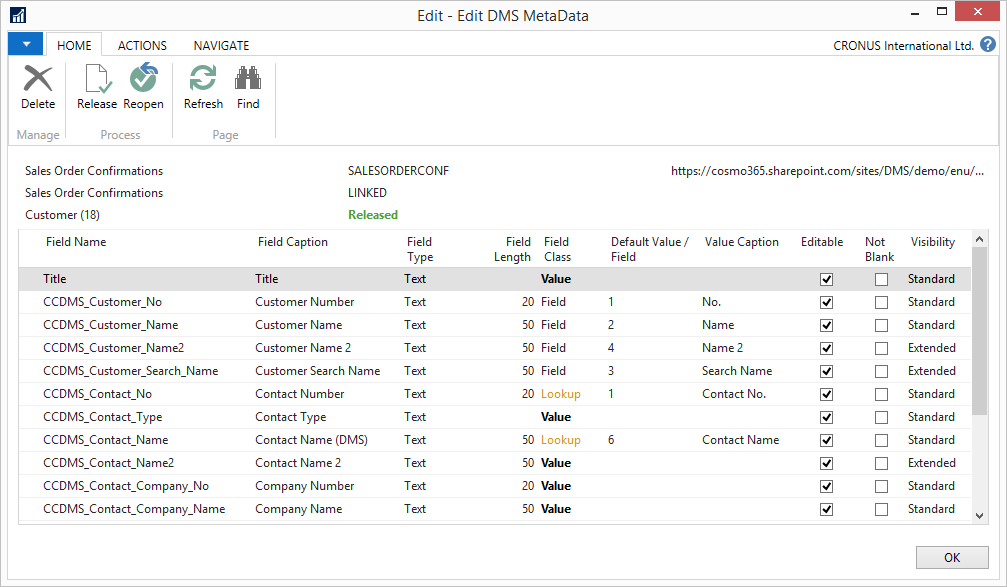 Edit - Edit DMS MetaData
HOME ACTIONS NAVIGATE CRONUS International Ltd. ?
Delete Release Reopen Refresh Find
Manage Process Page
Sales Order Confirmations SALESORDERCONF https://cosmo365.sharepoint.com/sites/DMS/demo/enu/...
Sales Order Confirmations LINKED
Customer (18) Released
Field Name Field Caption Field Type Field Length Field Class Default Value / Field Value Caption Editable Not Blank Visibility
Title Title Text Value Standard
CCDMS_Customer_No Customer Number Text 20 Field 1 No. Standard
CCDMS_Customer_Name Customer Name Text 50 Field 2 Name Standard
CCDMS_Customer_Name2 Customer Name 2 Text 50 Field 4 Name 2 Extended
CCDMS_Customer_Search_Name Customer Search Name Text 50 Field 3 Search Name Extended
CCDMS_Contact_No Contact Number Text 20 Lookup 1 Contact No. Standard
CCDMS_Contact_Type Contact Type Text Value Standard
CCDMS_Contact_Name Contact Name (DMS) Text 50 Lookup 6 Contact Name Standard
CCDMS_Contact_Name2 Contact Name 2 Text 50 Value Extended
CCDMS_Contact_Company_No Company Number Text 20 Value Standard
CCDMS_Contact_Company_Name Company Name Text 50 Value Standard
OK